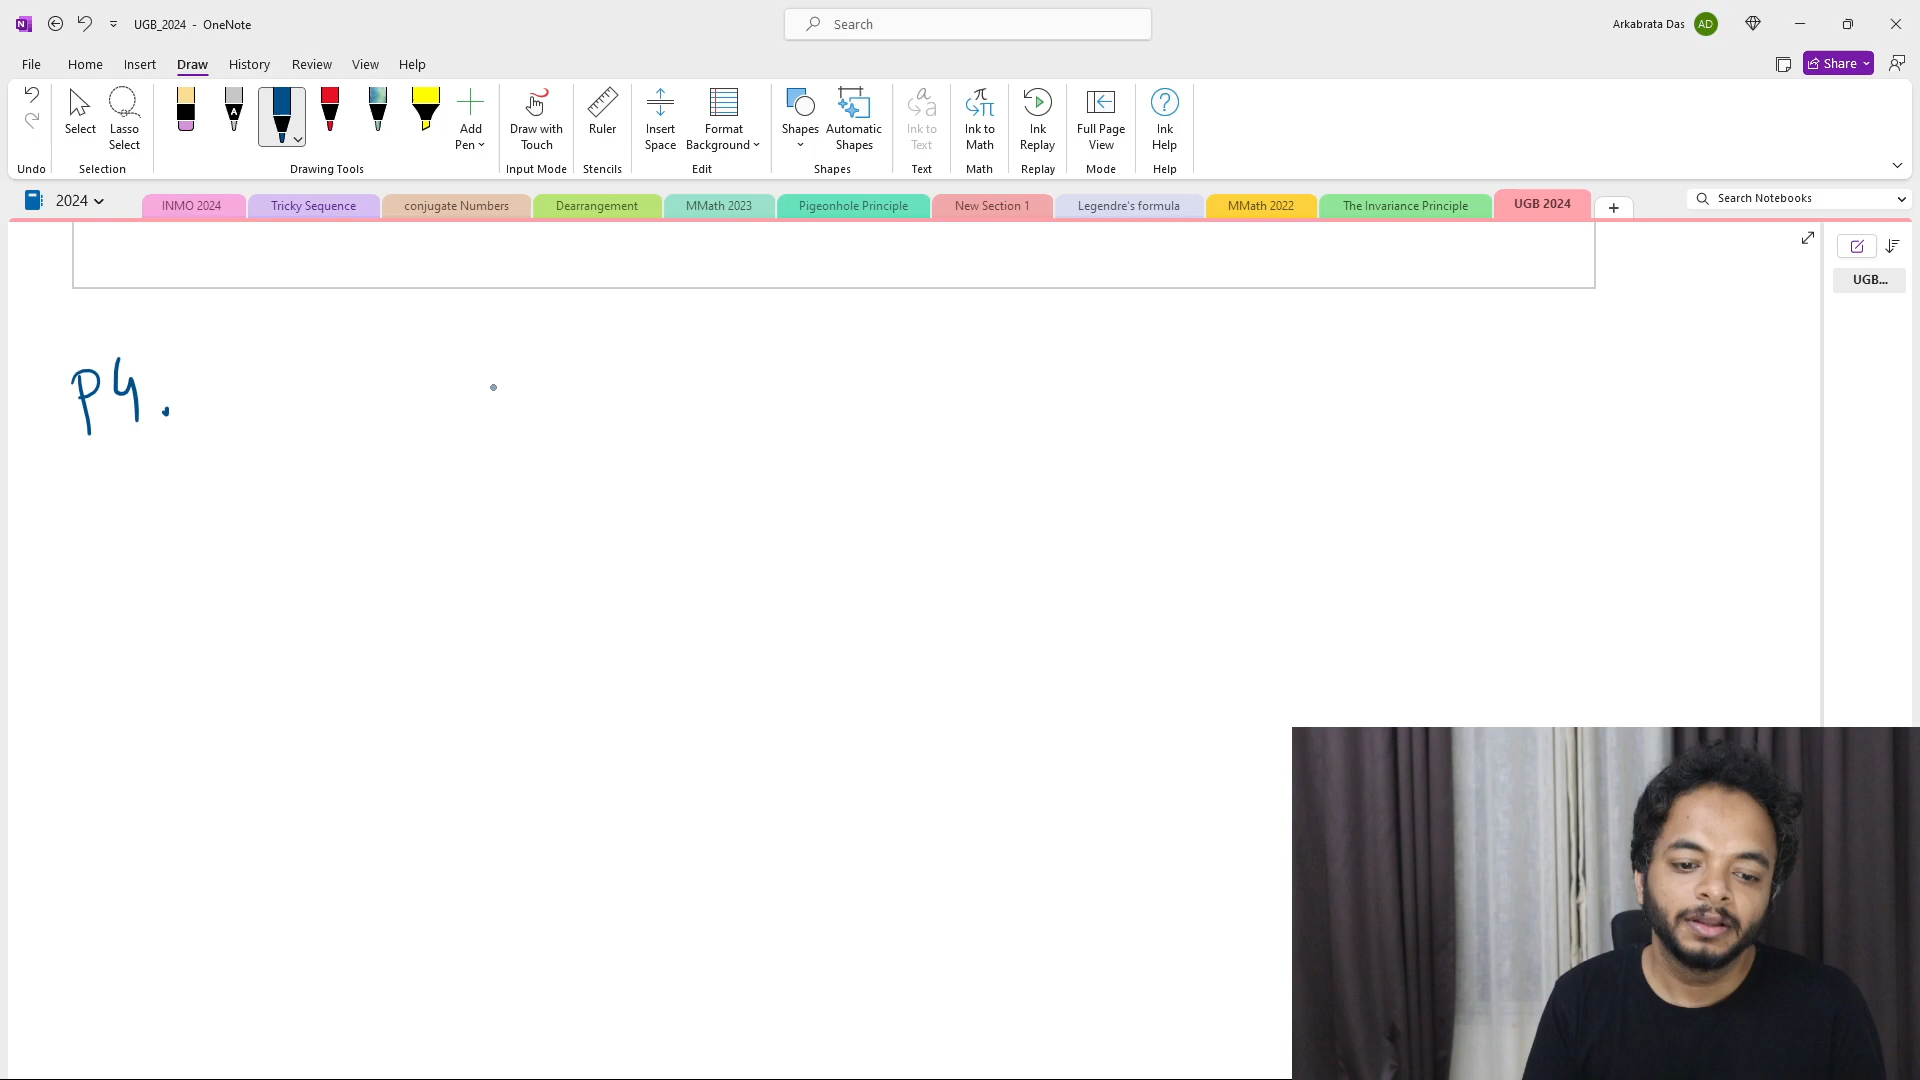 UGB_2024 - OneNote
Search
Arkabrata Das AD
File Home Insert Draw History Review View Help
Share
Select
Lasso Select
A
Add Pen
Draw with Touch
Ruler
Insert Space
Format Background
Shapes
Automatic Shapes
Ink to Text
Ink to Math
Ink Replay
Full Page View
Ink Help
Undo Selection Drawing Tools Input Mode Stencils Edit Shapes Text Math Replay Mode Help
2024 INMO 2024 Tricky Sequence conjugate Numbers Dearrangement MMath 2023 Pigeonhole Principle New Section 1 Legendre's formula MMath 2022 The Invariance Principle UGB 2024 + Search Notebooks
UGB...
P4.